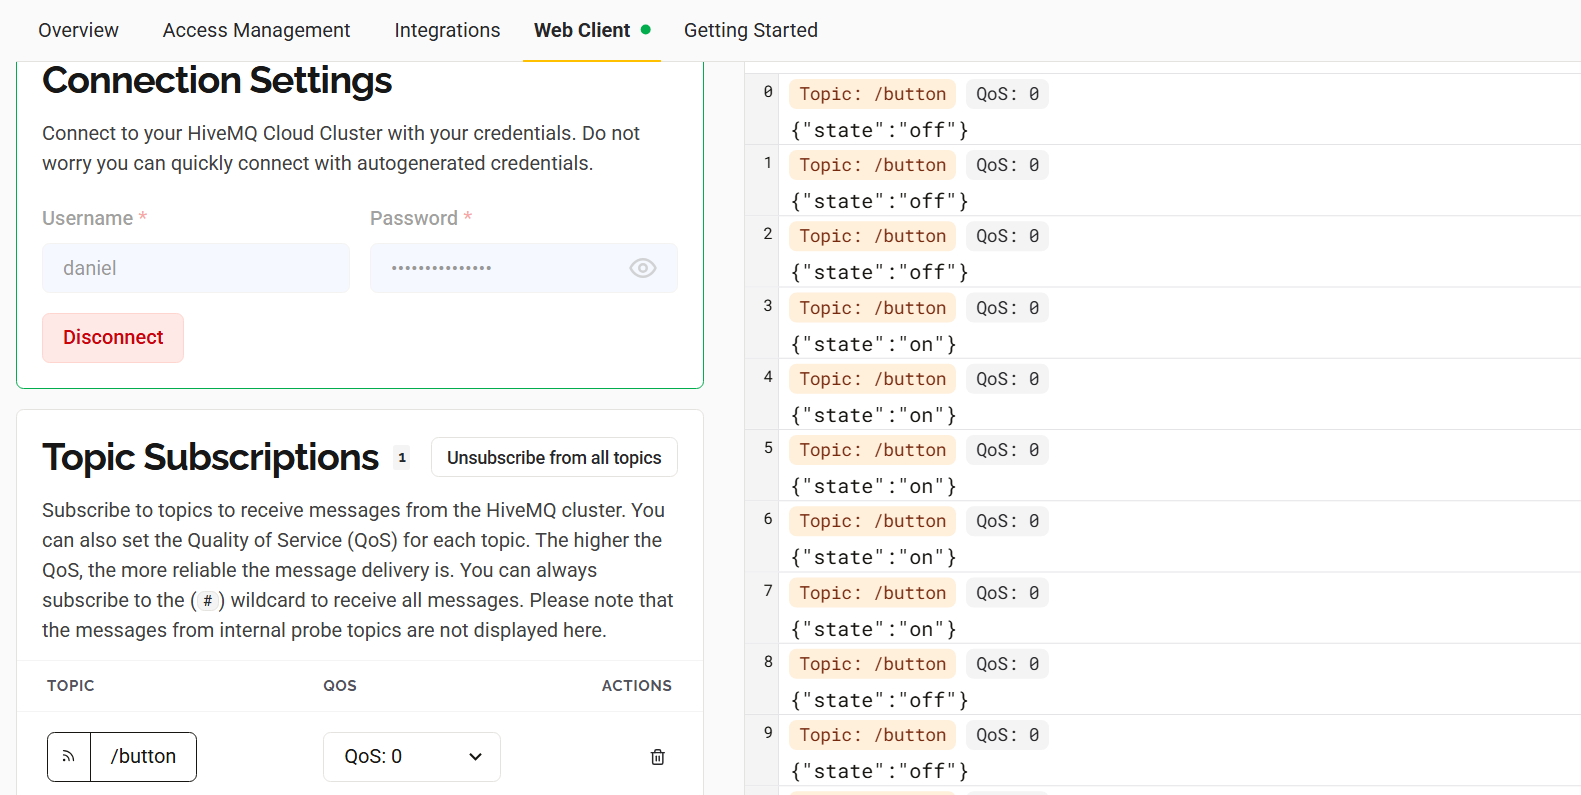 Overview Access Management Integrations Web Client Getting Started
Connection Settings
Connect to your HiveMQ Cloud Cluster with your credentials. Do not
worry you can quickly connect with autogenerated credentials.
Username * Password *
daniel •••••••••••••••
Disconnect
Topic Subscriptions 1 Unsubscribe from all topics
Subscribe to topics to receive messages from the HiveMQ cluster. You
can also set the Quality of Service (QoS) for each topic. The higher the
QoS, the more reliable the message delivery is. You can always
subscribe to the (#) wildcard to receive all messages. Please note that
the messages from internal probe topics are not displayed here.
TOPIC QOS ACTIONS
/button QoS: 0
0 Topic: /button QoS: 0
{"state":"off"}
1 Topic: /button QoS: 0
{"state":"off"}
2 Topic: /button QoS: 0
{"state":"off"}
3 Topic: /button QoS: 0
{"state":"on"}
4 Topic: /button QoS: 0
{"state":"on"}
5 Topic: /button QoS: 0
{"state":"on"}
6 Topic: /button QoS: 0
{"state":"on"}
7 Topic: /button QoS: 0
{"state":"on"}
8 Topic: /button QoS: 0
{"state":"off"}
9 Topic: /button QoS: 0
{"state":"off"}